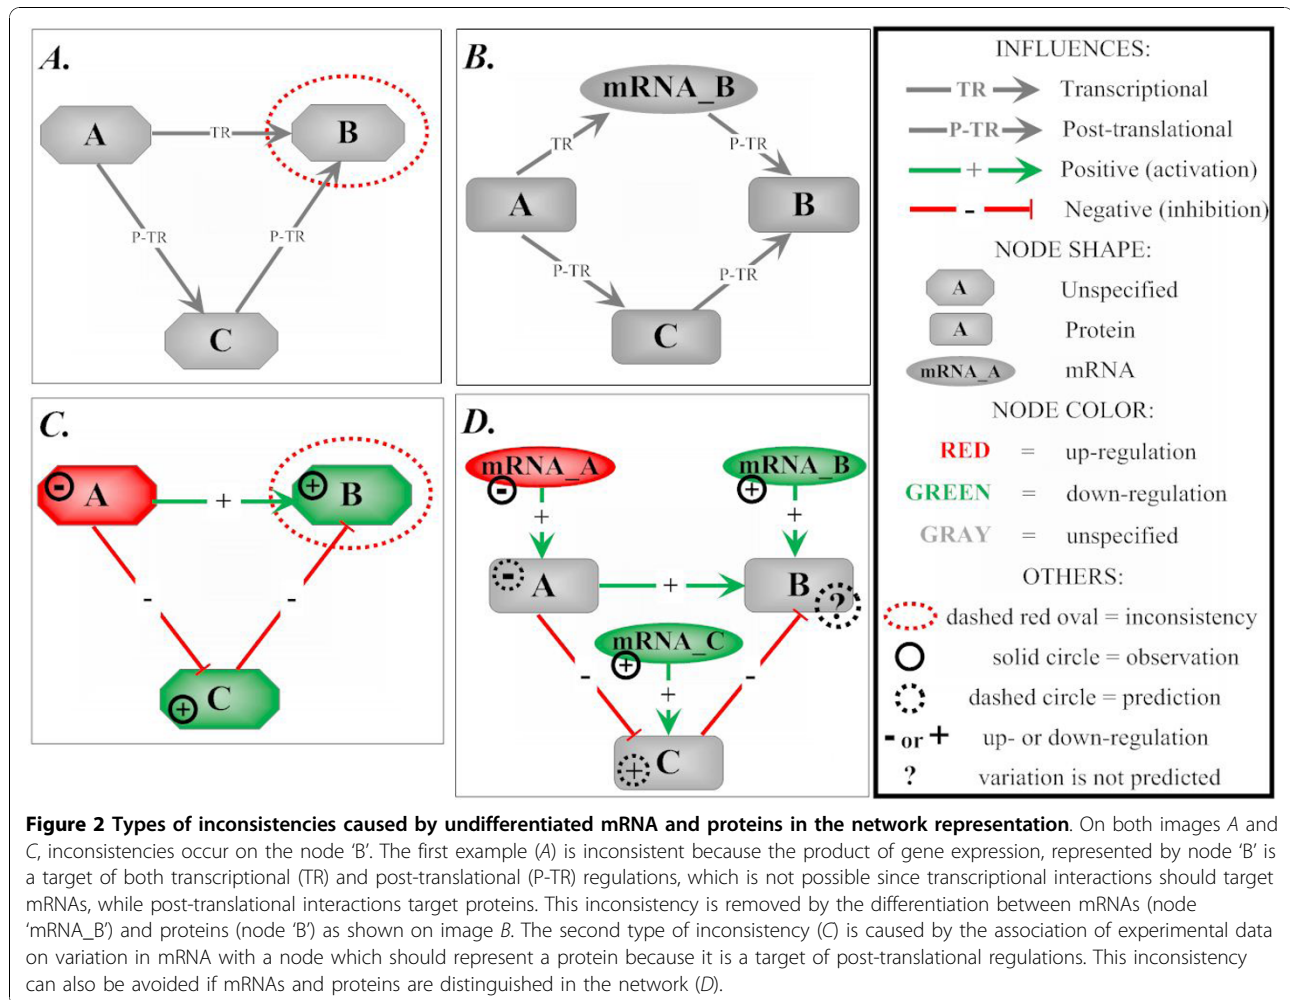 A.
A
TR
B
P-TR
P-TR
C
B.
mRNA_B
TR
P-TR
A
B
P-TR
P-TR
C
INFLUENCES:
TR Transcriptional
P-TR Post-translational
+ Positive (activation)
- Negative (inhibition)
NODE SHAPE:
A Unspecified
A Protein
mRNA_A mRNA
NODE COLOR:
RED = up-regulation
GREEN = down-regulation
GRAY = unspecified
OTHERS:
dashed red oval = inconsistency
solid circle = observation
dashed circle = prediction
- or + up- or down-regulation
? variation is not predicted
C.
- A + + B
- -
+ C
D.
mRNA_A mRNA_B
- +
+ +
- A + B ?
mRNA_C
+
- + -
+ C
Figure 2 Types of inconsistencies caused by undifferentiated mRNA and proteins in the network representation. On both images A and
C, inconsistencies occur on the node ‘B’. The first example (A) is inconsistent because the product of gene expression, represented by node ‘B’ is
a target of both transcriptional (TR) and post-translational (P-TR) regulations, which is not possible since transcriptional interactions should target
mRNAs, while post-translational interactions target proteins. This inconsistency is removed by the differentiation between mRNAs (node
‘mRNA_B’) and proteins (node ‘B’) as shown on image B. The second type of inconsistency (C) is caused by the association of experimental data
on variation in mRNA with a node which should represent a protein because it is a target of post-translational regulations. This inconsistency
can also be avoided if mRNAs and proteins are distinguished in the network (D).